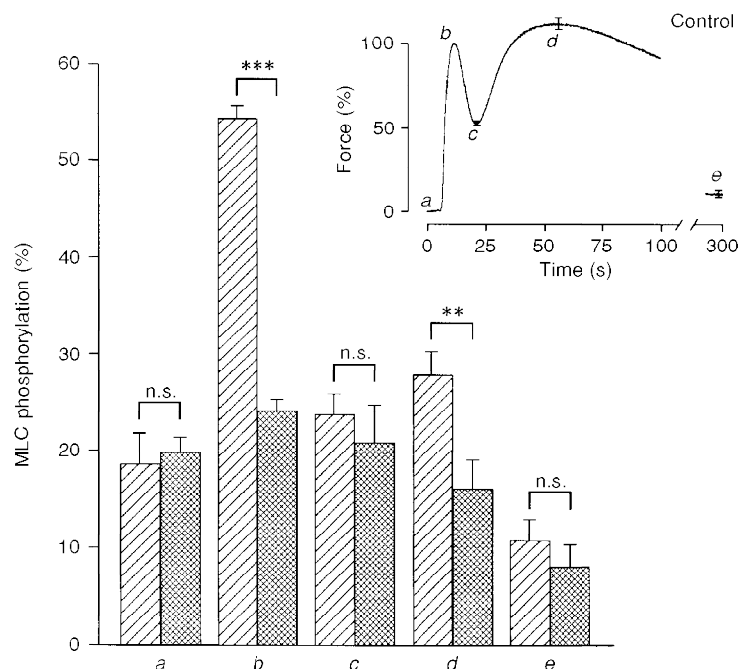 Control
Force (%)
100
50
0
a
b
c
d
e
0
25
50
75
100
300
Time (s)
MLC phosphorylation (%)
60
50
40
30
20
10
0
n.s.
***
n.s.
**
n.s.
a
b
c
d
e